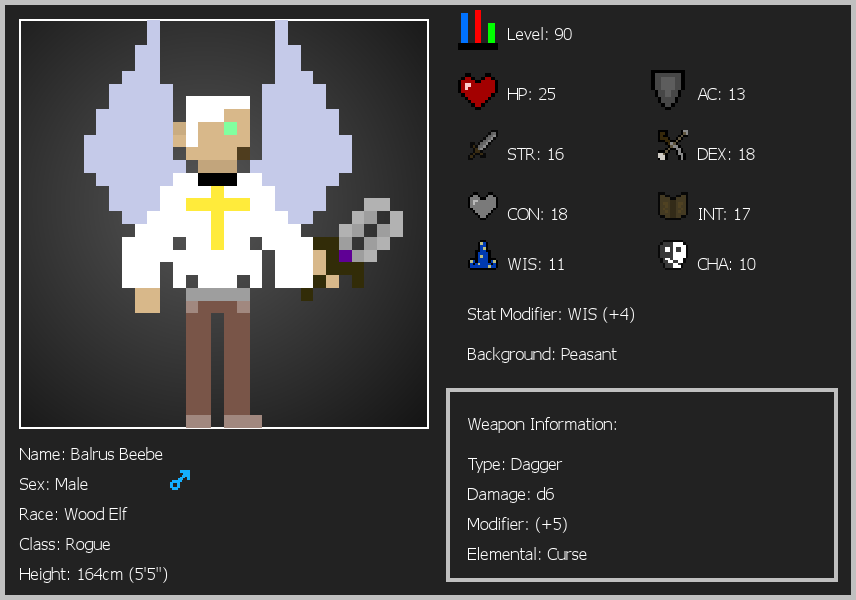 Level: 90
HP: 25
AC: 13
STR: 16
DEX: 18
CON: 18
INT: 17
WIS: 11
CHA: 10
Stat Modifier: WIS (+4)
Background: Peasant
Weapon Information:
Type: Dagger
Damage: d6
Modifier: (+5)
Elemental: Curse
Name: Balrus Beebe
Sex: Male
Race: Wood Elf
Class: Rogue
Height: 164cm (5'5")